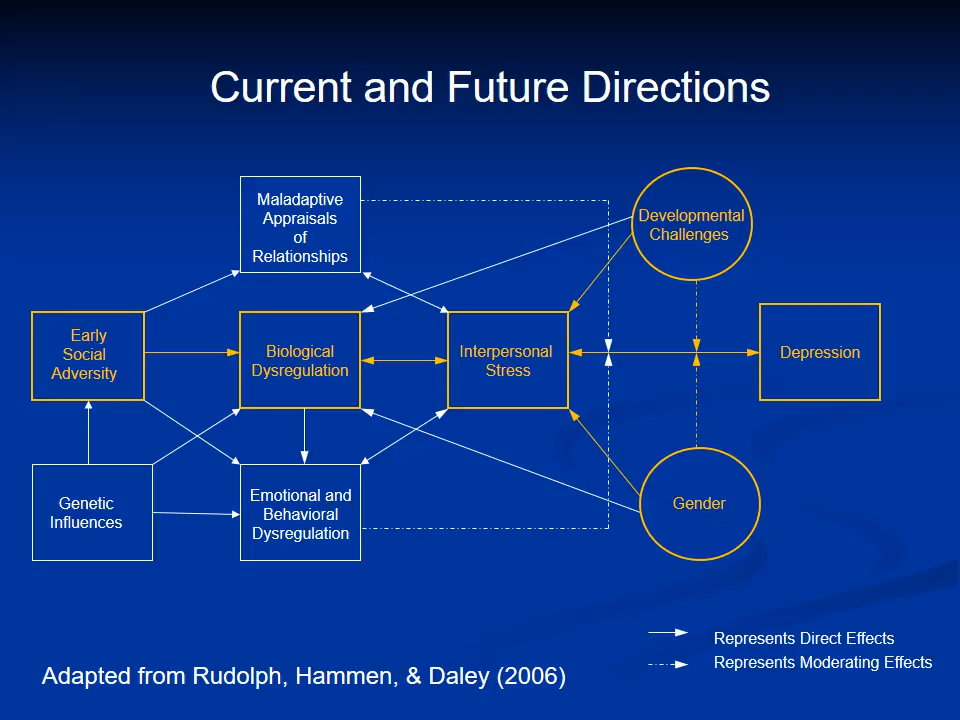 Current and Future Directions
Maladaptive
Appraisals
of
Relationships
Developmental
Challenges
Early
Social
Adversity
Biological
Dysregulation
Interpersonal
Stress
Depression
Genetic
Influences
Emotional and
Behavioral
Dysregulation
Gender
Represents Direct Effects
Represents Moderating Effects
Adapted from Rudolph, Hammen, & Daley (2006)